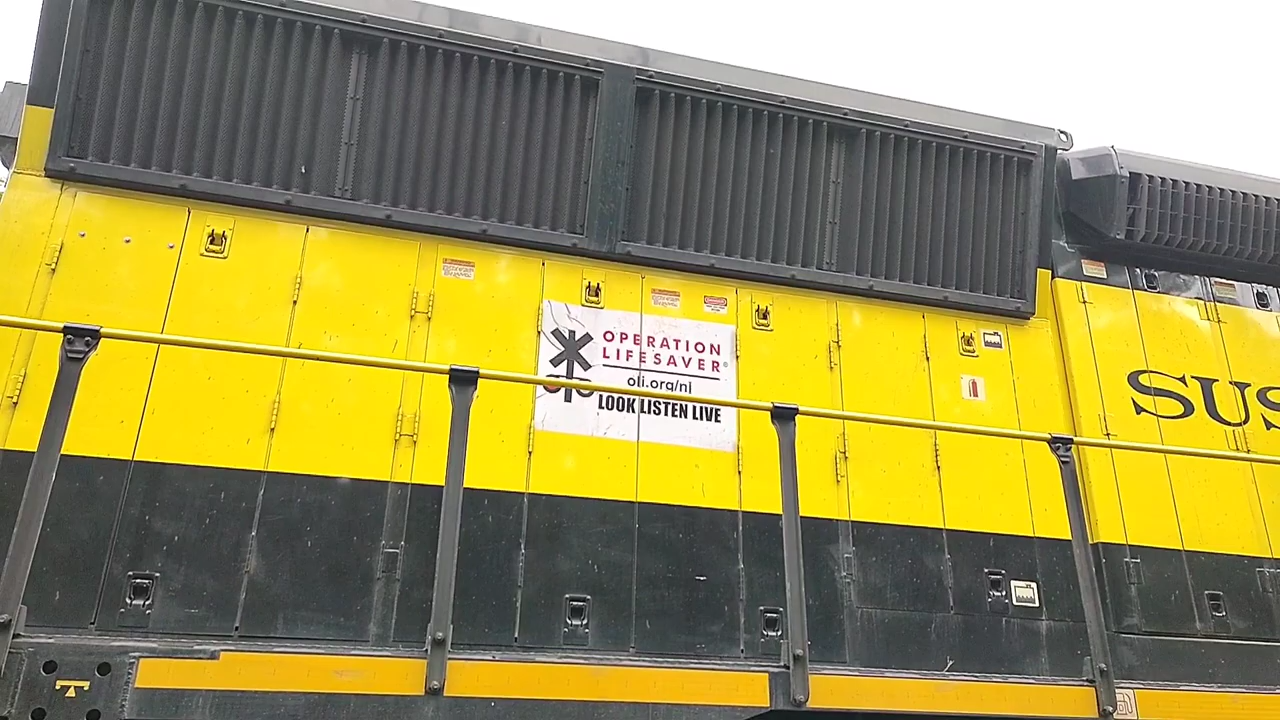 OPERATION
LIFESAVER®
oli.org/nj
LOOK LISTEN LIVE
SUS